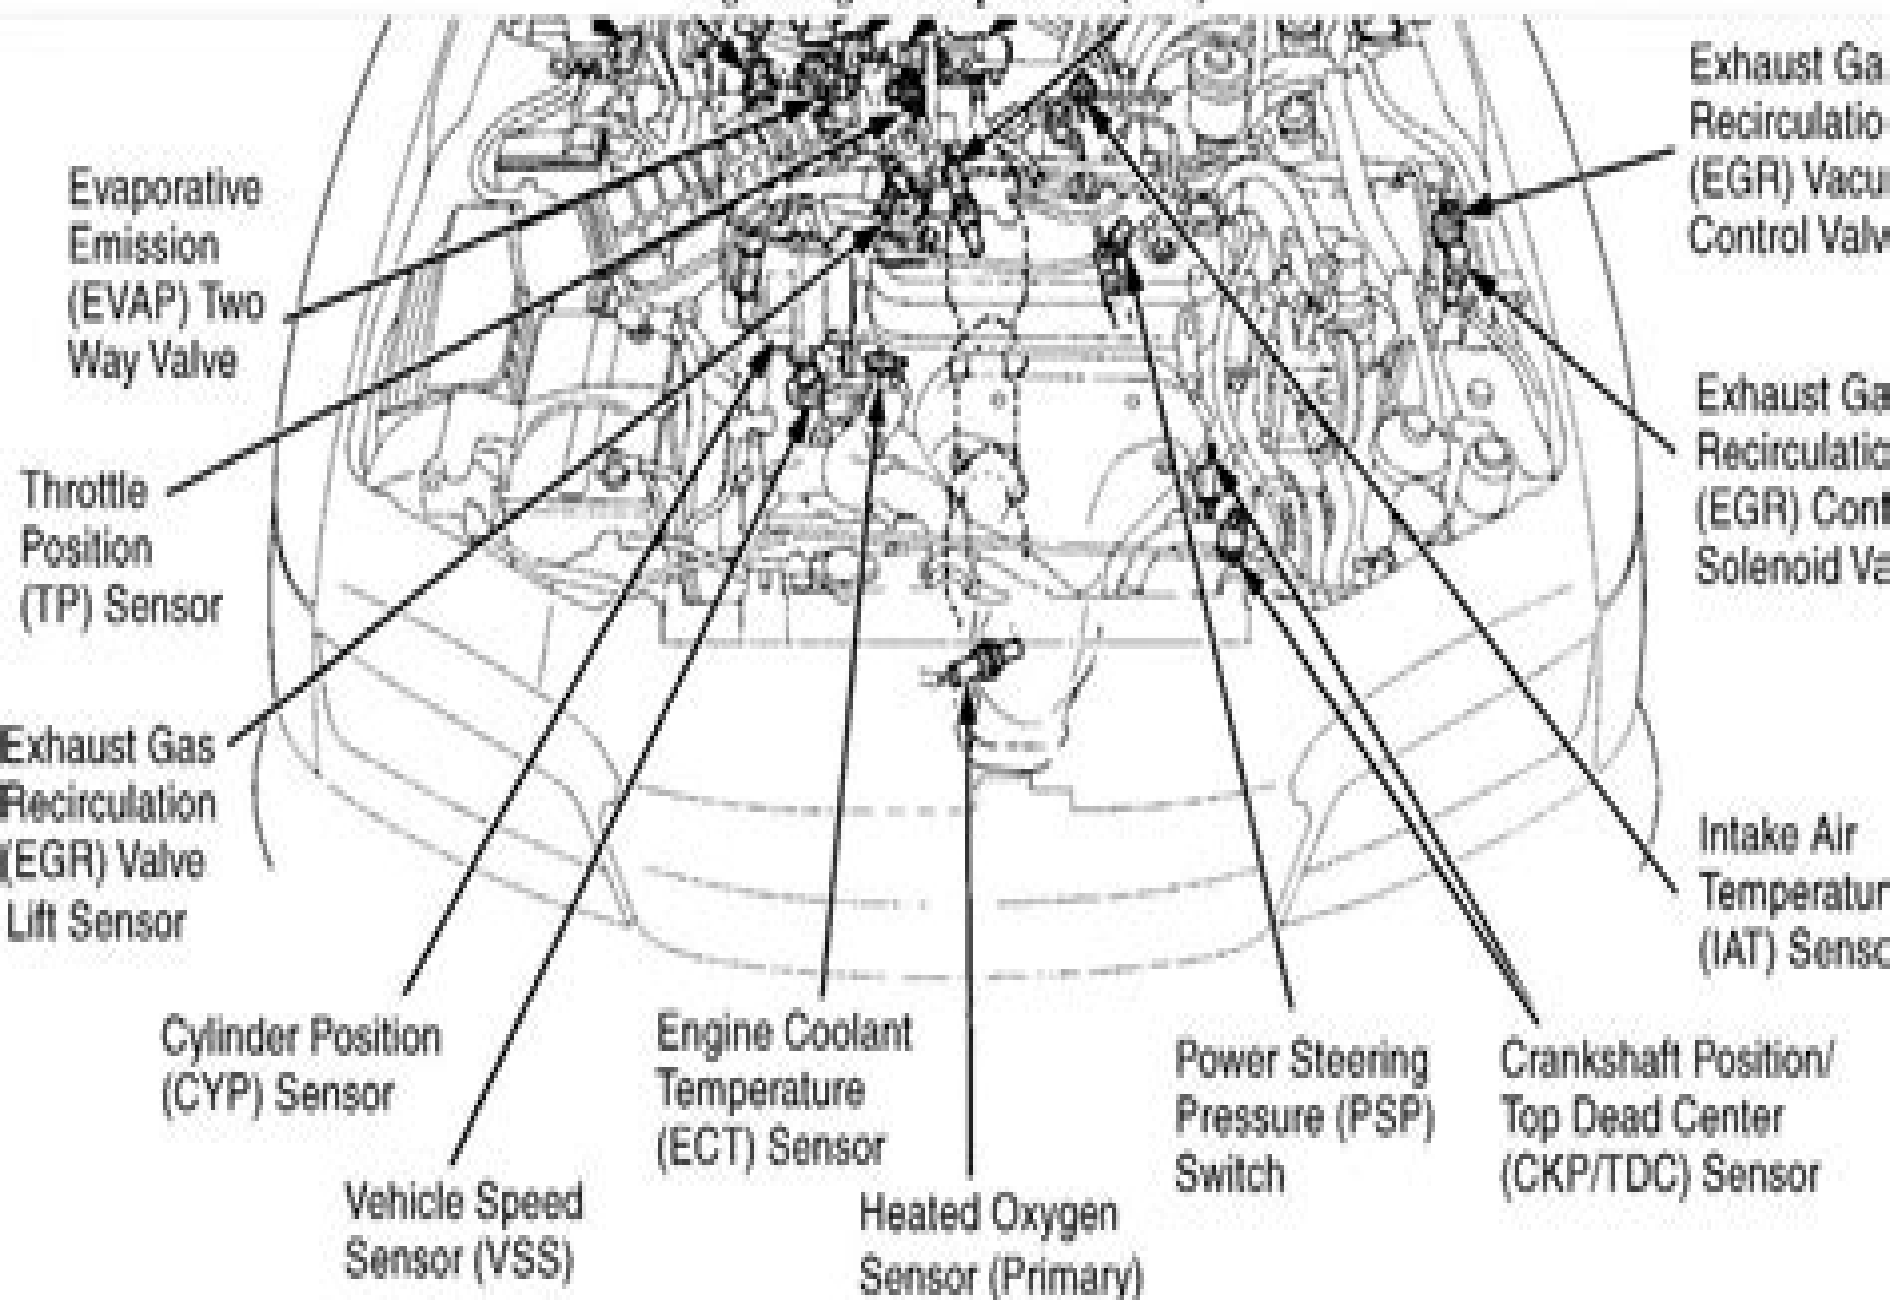 Evaporative
Emission
(EVAP) Two
Way Valve
Throttle
Position
(TP) Sensor
Exhaust Gas
Recirculation
(EGR) Valve
Lift Sensor
Cylinder Position
(CYP) Sensor
Vehicle Speed
Sensor (VSS)
Engine Coolant
Temperature
(ECT) Sensor
Heated Oxygen
Sensor (Primary)
Power Steering
Pressure (PSP)
Switch
Crankshaft Position/
Top Dead Center
(CKP/TDC) Sensor
Intake Air
Temperatur
(IAT) Senso
Exhaust Ga
Recirculatio
(EGR) Cont
Solenoid Va
Exhaust Ga
Recirculatio
(EGR) Vacu
Control Valv